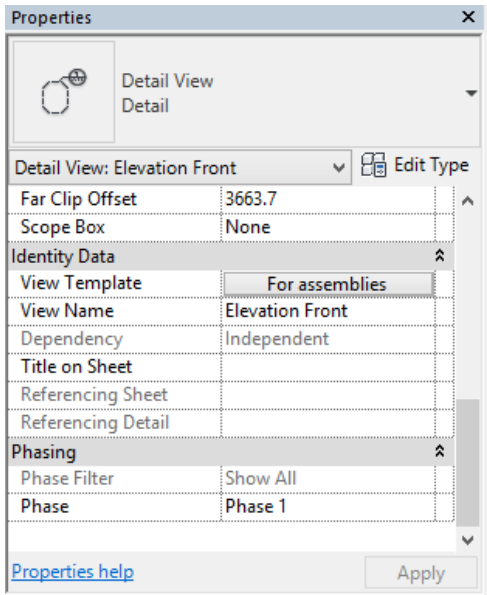 Properties
Detail View
Detail
Detail View: Elevation Front Edit Type
Far Clip Offset 3663.7
Scope Box None
Identity Data
View Template For assemblies
View Name Elevation Front
Dependency Independent
Title on Sheet
Referencing Sheet
Referencing Detail
Phasing
Phase Filter Show All
Phase Phase 1
Properties help Apply